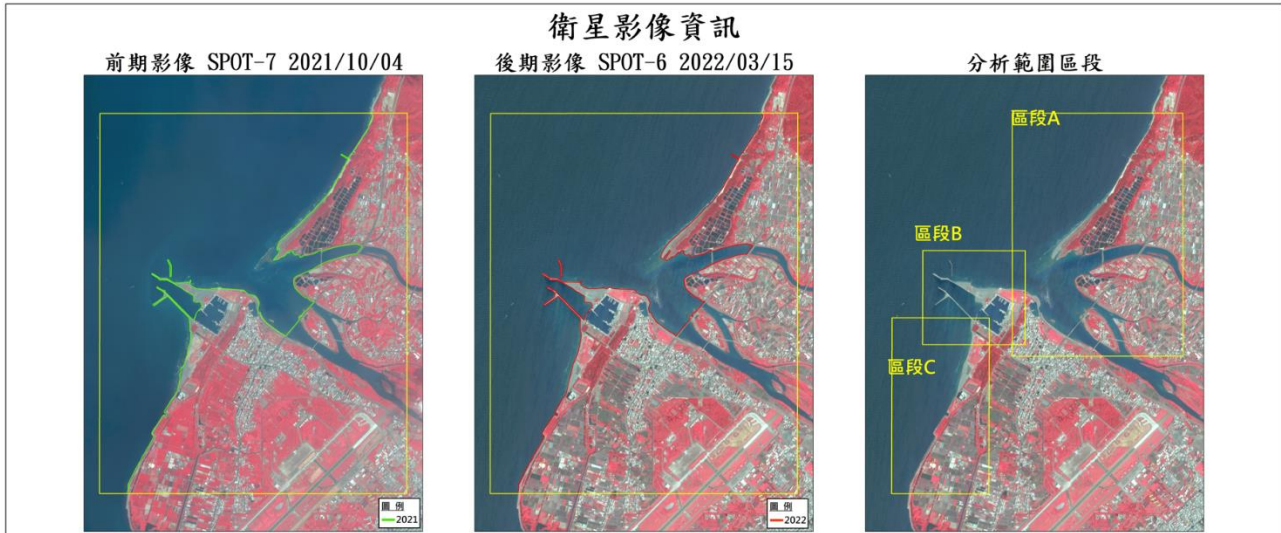 衛星影像資訊
前期影像 SPOT-7 2021/10/04
後期影像 SPOT-6 2022/03/15
分析範圍區段
區段A
區段B
區段C
圖 例
2021
圖 例
2022